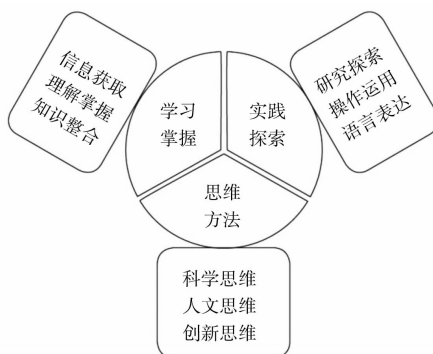 信息获取
理解掌握
知识整合
学习
掌握
实践
探索
研究探索
操作运用
语言表达
思维
方法
科学思维
人文思维
创新思维